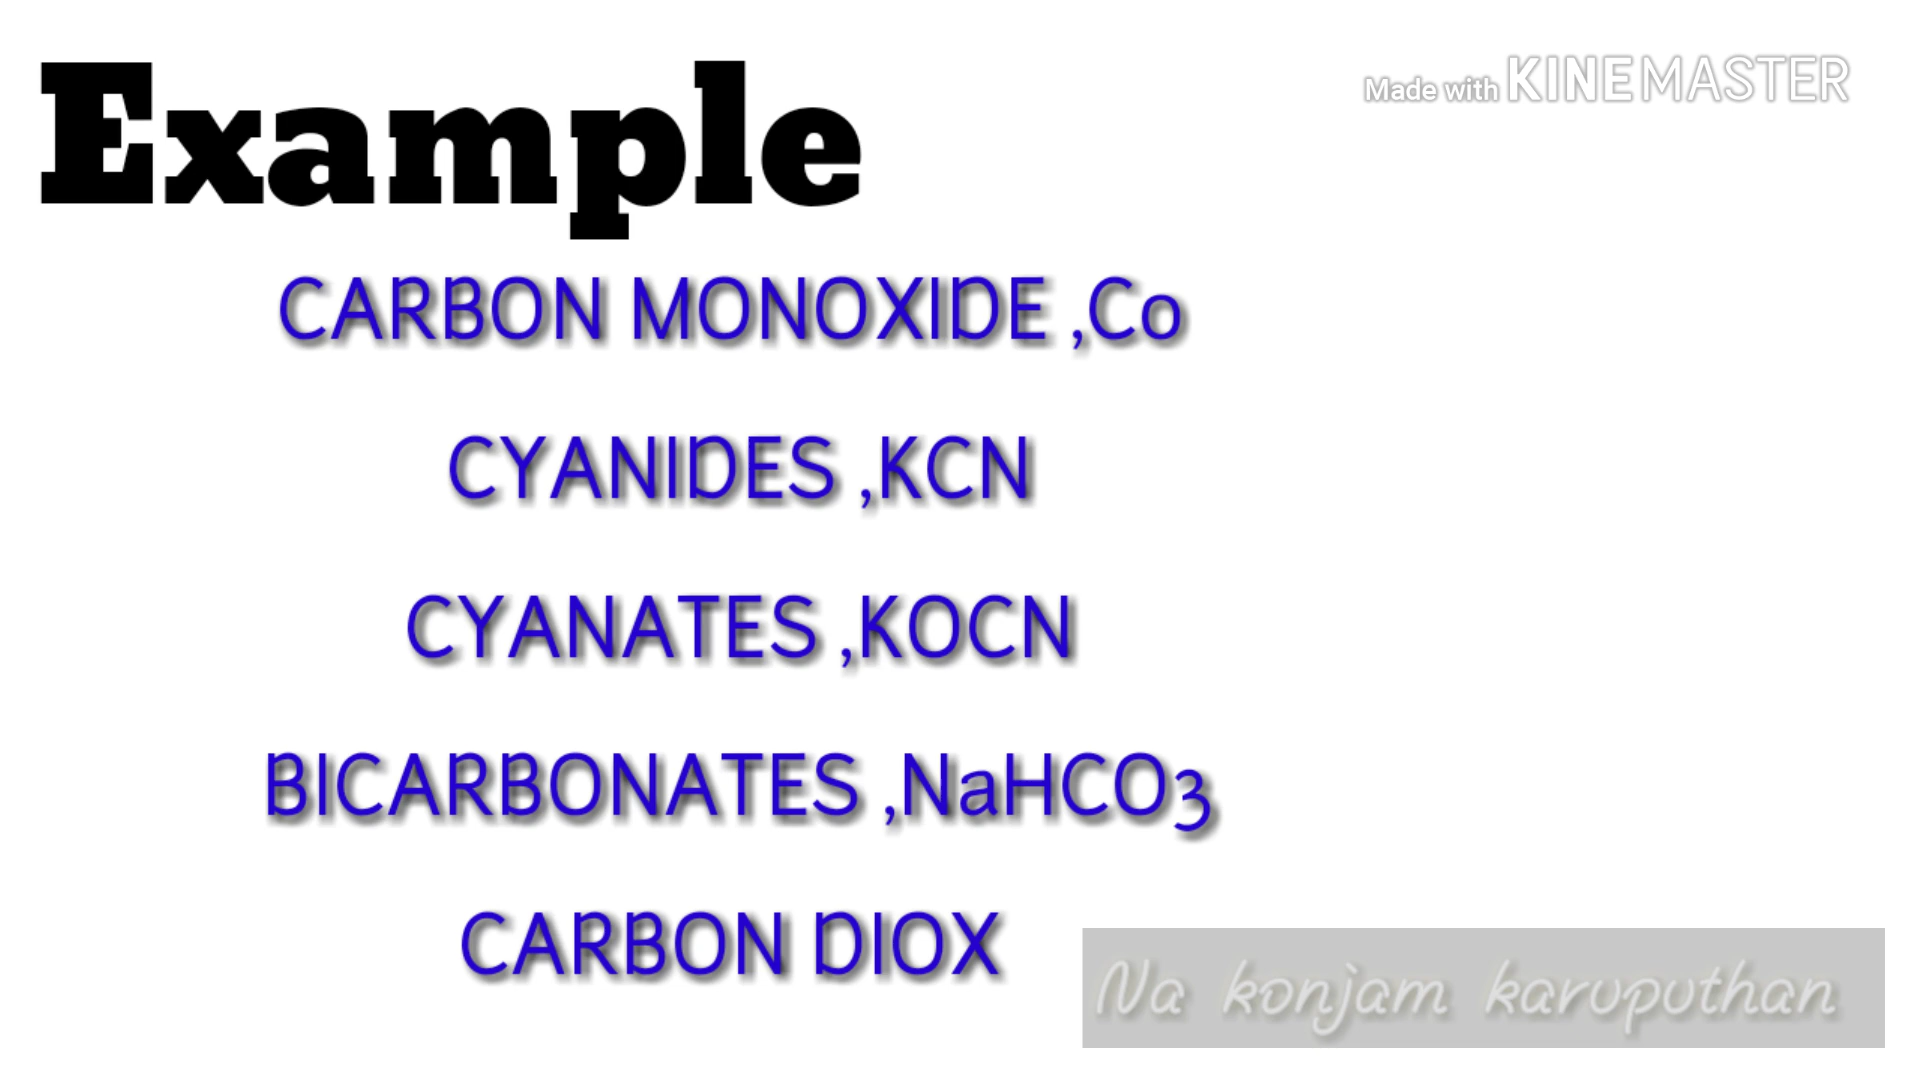 Made with KINEMASTER
Example
CARBON MONOXIDE ,Co
CYANIDES ,KCN
CYANATES ,KOCN
BICARBONATES ,NaHCO3
CARBON DIOX
Na konjam karuputhan